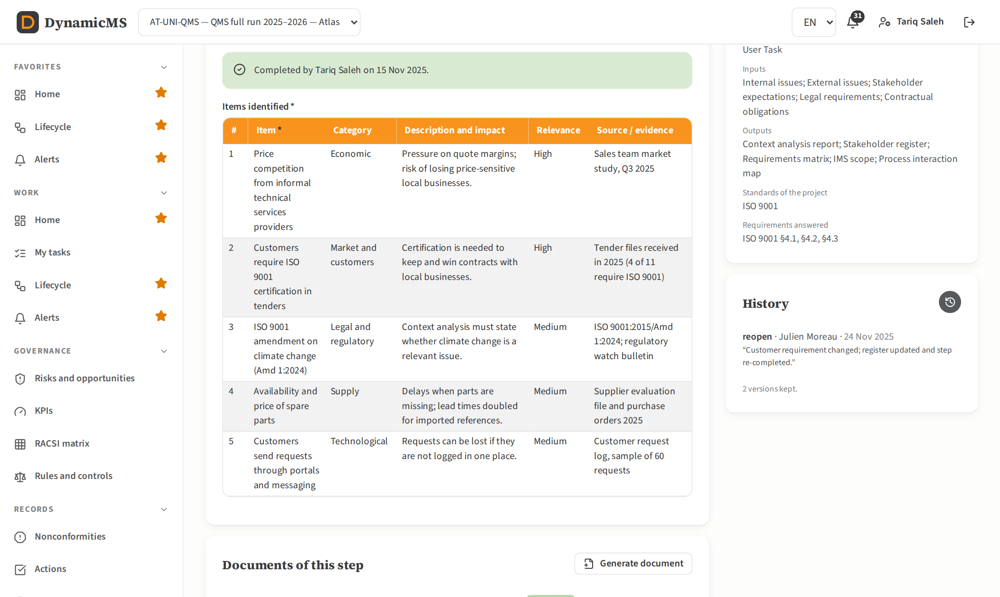 DynamicMS
AT-UNI-QMS — QMS full run 2025–2026 — Atlas
EN
31
Tariq Saleh
FAVORITES
Home
Lifecycle
Alerts
WORK
Home
My tasks
Lifecycle
Alerts
GOVERNANCE
Risks and opportunities
KPIs
RACSI matrix
Rules and controls
RECORDS
Nonconformities
Actions
Completed by Tariq Saleh on 15 Nov 2025.
Items identified *
# Item * Category Description and impact Relevance Source / evidence
1 Price Economic Pressure on quote margins; High Sales team market
competition risk of losing price-sensitive study, Q3 2025
from informal local businesses.
technical
services
providers
2 Customers Market and Certification is needed to High Tender files received
require ISO customers keep and win contracts with in 2025 (4 of 11
9001 local businesses. require ISO 9001)
certification in
tenders
3 ISO 9001 Legal and Context analysis must state Medium ISO 9001:2015/Amd
amendment on regulatory whether climate change is a 1:2024; regulatory
climate change relevant issue. watch bulletin
(Amd 1:2024)
4 Availability and Supply Delays when parts are Medium Supplier evaluation
price of spare missing; lead times doubled file and purchase
parts for imported references. orders 2025
5 Customers Technological Requests can be lost if they Medium Customer request
send requests are not logged in one place. log, sample of 60
through portals requests
and messaging
Documents of this step
Generate document
User Task
Inputs
Internal issues; External issues; Stakeholder
expectations; Legal requirements; Contractual
obligations
Outputs
Context analysis report; Stakeholder register;
Requirements matrix; IMS scope; Process interaction
map
Standards of the project
ISO 9001
Requirements answered
ISO 9001 §4.1, §4.2, §4.3
History
reopen · Julien Moreau · 24 Nov 2025
“Customer requirement changed; register updated and step
re-completed.”
2 versions kept.